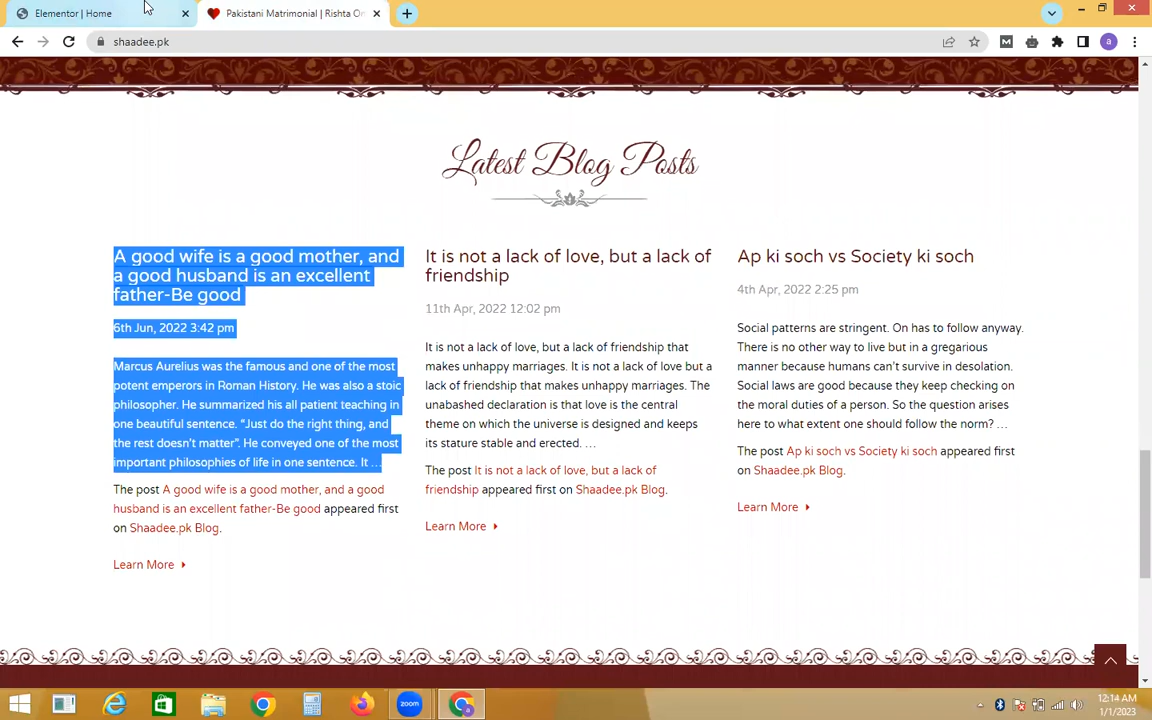 Elementor | Home
Pakistani Matrimonial | Rishta On
shaadee.pk
M
a
Latest Blog Posts
A good wife is a good mother, and
a good husband is an excellent
father-Be good
6th Jun, 2022 3:42 pm
Marcus Aurelius was the famous and one of the most
potent emperors in Roman History. He was also a stoic
philosopher. He summarized his all patient teaching in
one beautiful sentence. “Just do the right thing, and
the rest doesn’t matter”. He conveyed one of the most
important philosophies of life in one sentence. It …
The post A good wife is a good mother, and a good
husband is an excellent father-Be good appeared first
on Shaadee.pk Blog.
Learn More
It is not a lack of love, but a lack of
friendship
11th Apr, 2022 12:02 pm
It is not a lack of love, but a lack of friendship that
makes unhappy marriages. It is not a lack of love but a
lack of friendship that makes unhappy marriages. The
unabashed declaration is that love is the central
theme on which the universe is designed and keeps
its stature stable and erected. …
The post It is not a lack of love, but a lack of
friendship appeared first on Shaadee.pk Blog.
Learn More
Ap ki soch vs Society ki soch
4th Apr, 2022 2:25 pm
Social patterns are stringent. On has to follow anyway.
There is no other way to live but in a gregarious
manner because humans can’t survive in desolation.
Social laws are good because they keep checking on
the moral duties of a person. So the question arises
here to what extent one should follow the norm? …
The post Ap ki soch vs Society ki soch appeared first
on Shaadee.pk Blog.
Learn More
zoom
a
12:14 AM
1/1/2023